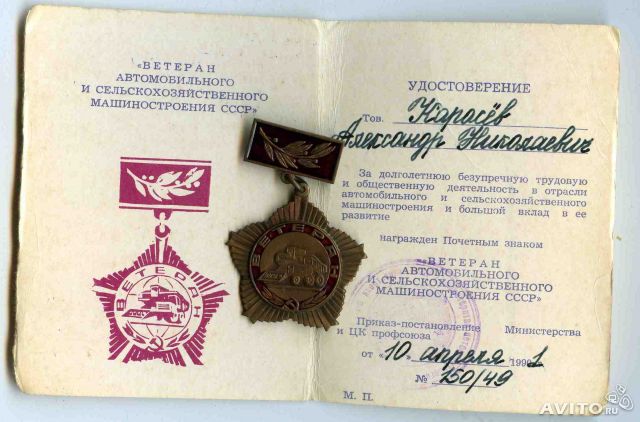 «ВЕТЕРАН
АВТОМОБИЛЬНОГО
И СЕЛЬСКОХОЗЯЙСТВЕННОГО
МАШИНОСТРОЕНИЯ СССР»
ВЕТЕРАН
ВЕТЕРАН
УДОСТОВЕРЕНИЕ
Тов. Карасёв
Александр Николаевич
За долголетнюю безупречную трудовую
и общественную деятельность в отрасли
автомобильного и сельскохозяйственного
машиностроения и большой вклад в ее
развитие
награжден Почетным знаком
«ВЕТЕРАН
АВТОМОБИЛЬНОГО
И СЕЛЬСКОХОЗЯЙСТВЕННОГО
МАШИНОСТРОЕНИЯ СССР»
Приказ-постановление Министерства
и ЦК профсоюза
от «10» апреля 1991
№ 150/49
М. П.
AVITO.ru